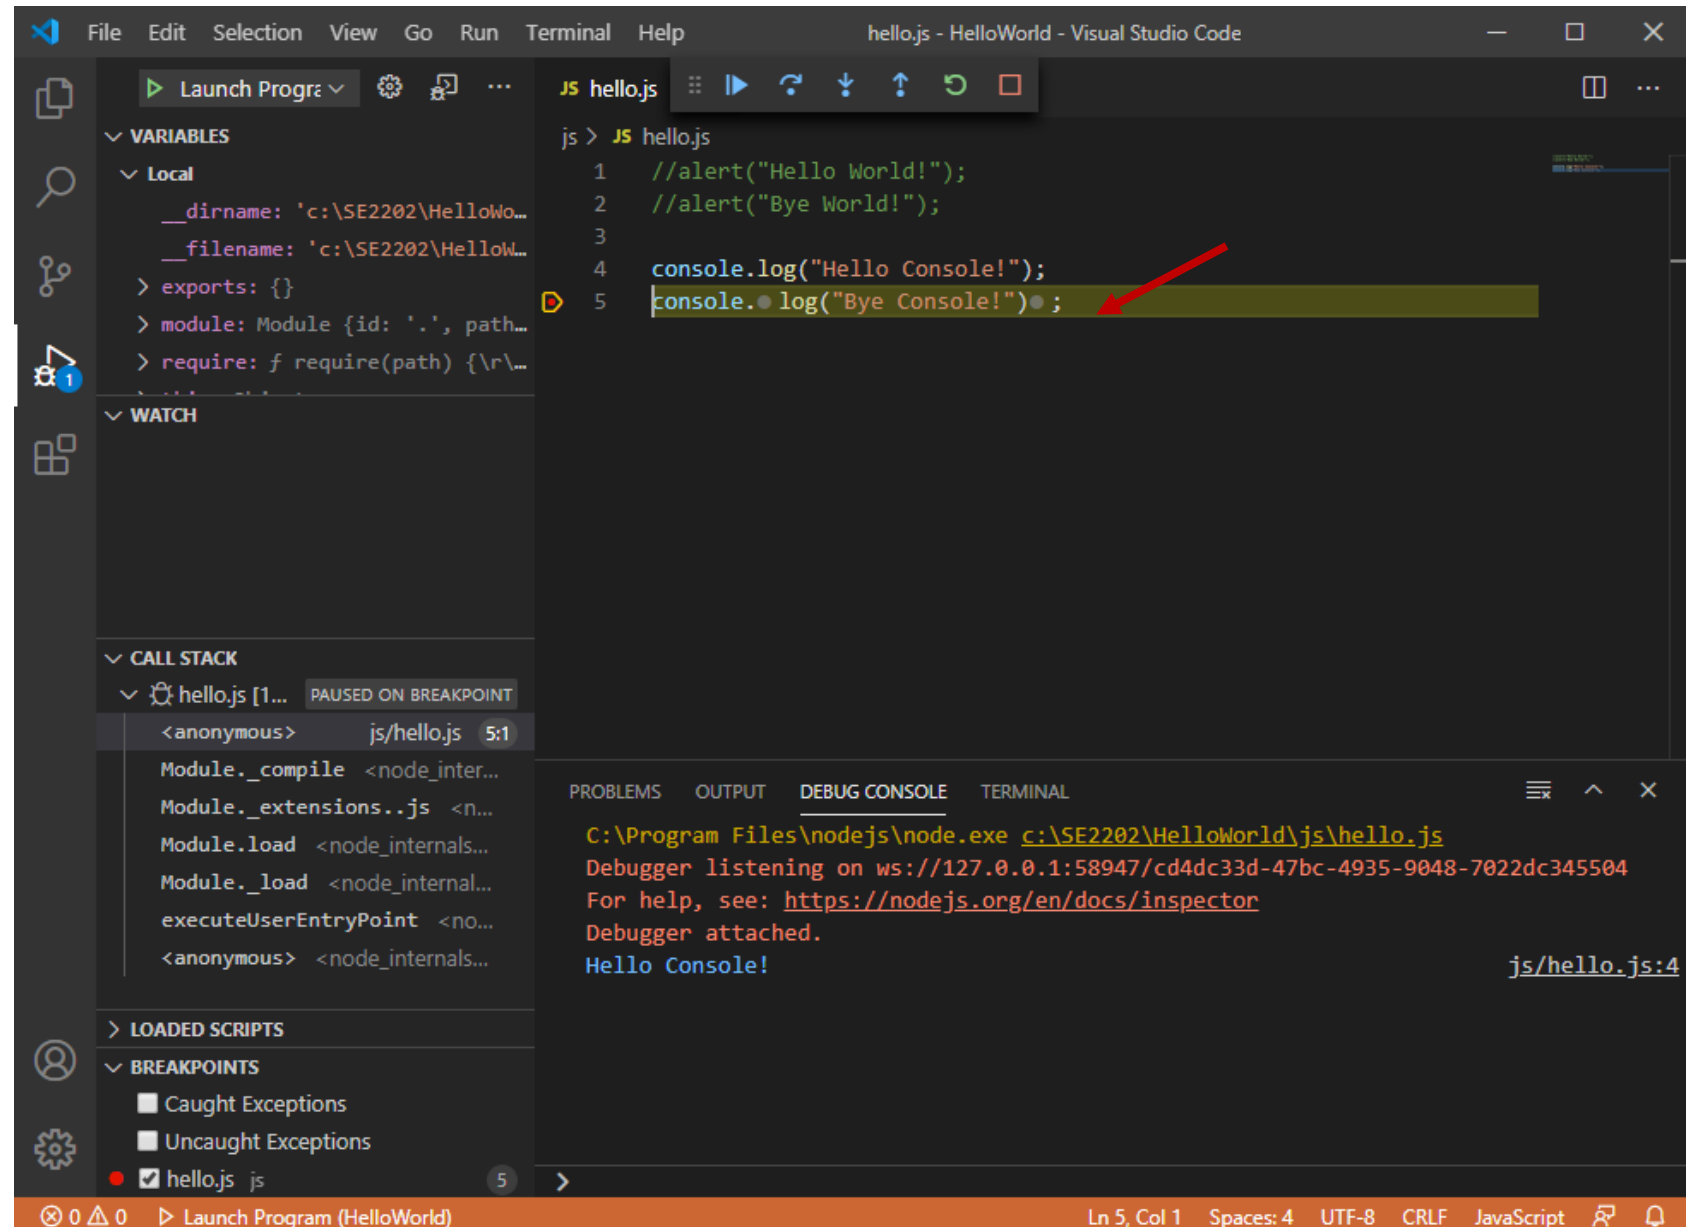 File Edit Selection View Go Run Terminal Help hello.js - HelloWorld - Visual Studio Code
Launch Progra
VARIABLES
Local
__dirname: 'c:\SE2202\HelloWo…
__filename: 'c:\SE2202\HelloW…
exports: {}
module: Module {id: '.', path…
require: ƒ require(path) {\r\…
WATCH
CALL STACK
hello.js [1... PAUSED ON BREAKPOINT
<anonymous> js/hello.js 5:1
Module._compile <node_inter...
Module._extensions..js <n...
Module.load <node_internals...
Module._load <node_internal...
executeUserEntryPoint <no...
<anonymous> <node_internals...
LOADED SCRIPTS
BREAKPOINTS
Caught Exceptions
Uncaught Exceptions
hello.js js 5
JS hello.js
js > JS hello.js
1 //alert("Hello World!");
2 //alert("Bye World!");
3
4 console.log("Hello Console!");
5 console. log("Bye Console!") ;
PROBLEMS OUTPUT DEBUG CONSOLE TERMINAL
C:\Program Files\nodejs\node.exe c:\SE2202\HelloWorld\js\hello.js
Debugger listening on ws://127.0.0.1:58947/cd4dc33d-47bc-4935-9048-7022dc345504
For help, see: https://nodejs.org/en/docs/inspector
Debugger attached.
Hello Console! js/hello.js:4
>
1
0 0 Launch Program (HelloWorld) Ln 5, Col 1 Spaces: 4 UTF-8 CRLF JavaScript